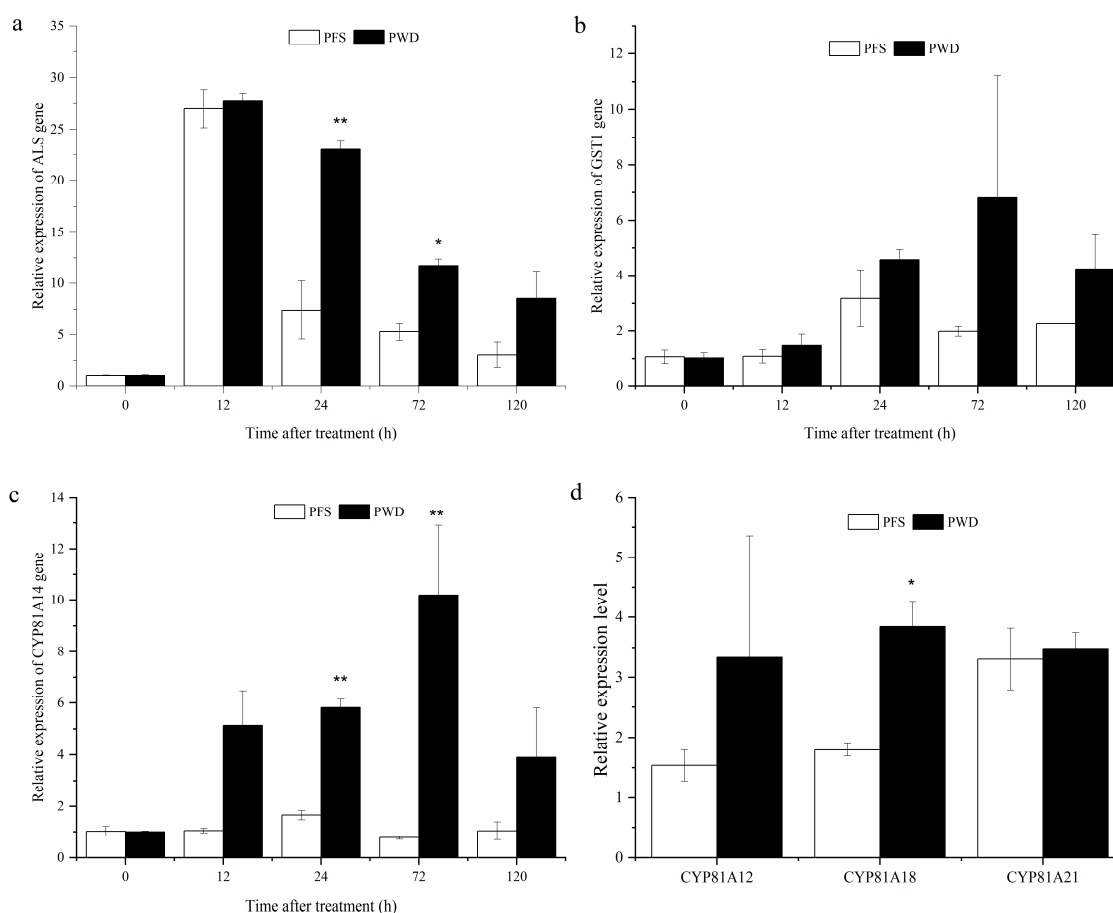 a
PFS PWD
35
30
25
20
15
10
5
0
**
*
Relative expression of ALS gene
0 12 24 72 120
Time after treatment (h)
b
PFS PWD
12
10
8
6
4
2
0
Relative expression of GST1 gene
0 12 24 72 120
Time after treatment (h)
c
PFS PWD
14
12
10
8
6
4
2
0
**
**
Relative expression of CYP81A14 gene
0 12 24 72 120
Time after treatment (h)
d
PFS PWD
6
5
4
3
2
1
0
*
Relative expression level
CYP81A12 CYP81A18 CYP81A21